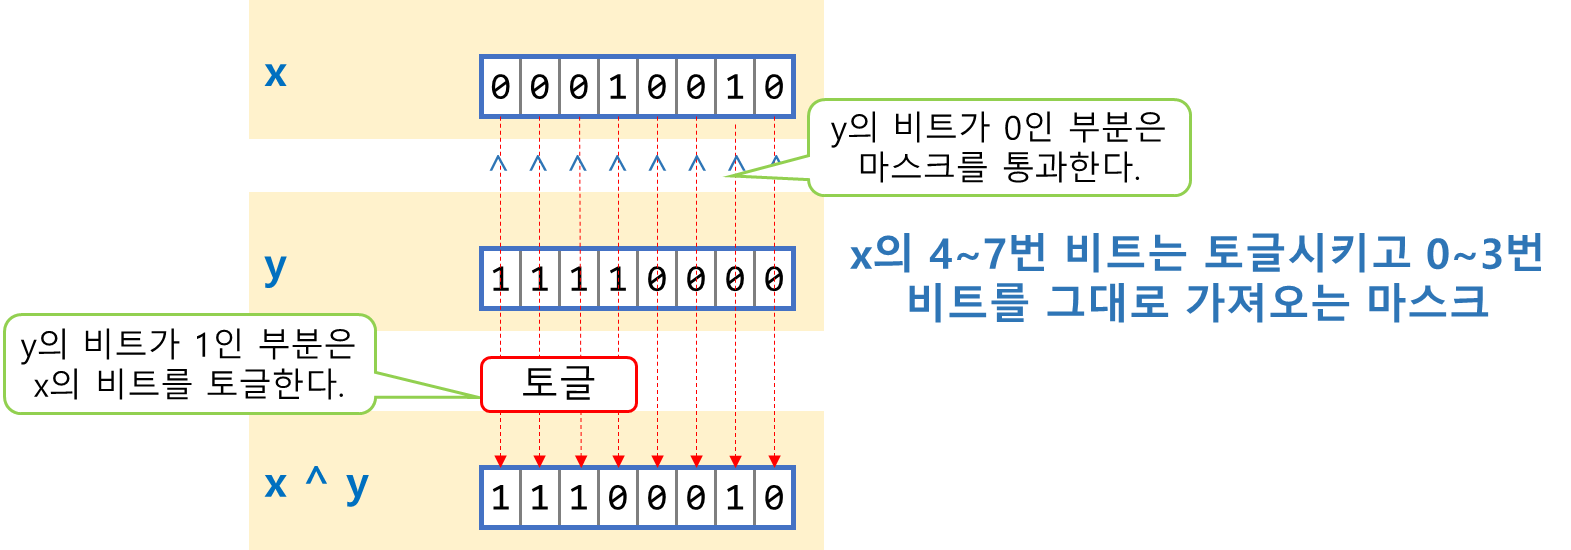 x
0 0 0 1 0 0 1 0
y의 비트가 0인 부분은
마스크를 통과한다.
^ ^ ^ ^ ^ ^ ^ ^
y
1 1 1 1 0 0 0 0
x의 4~7번 비트는 토글시키고 0~3번
비트를 그대로 가져오는 마스크
y의 비트가 1인 부분은
x의 비트를 토글한다.
토글
x ^ y
1 1 1 0 0 0 1 0